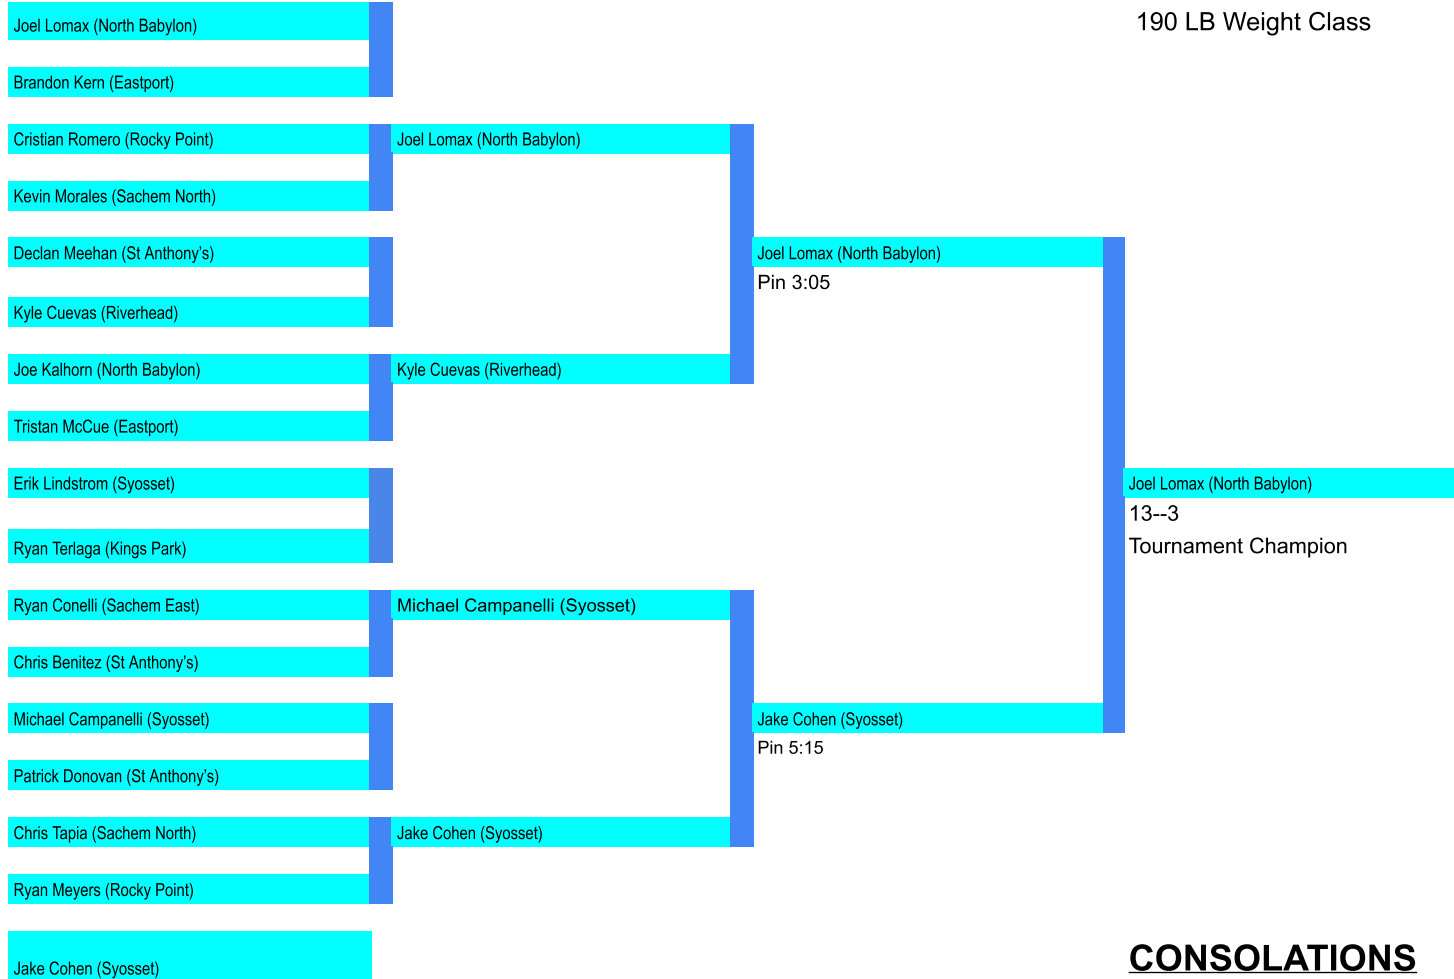 Joel Lomax (North Babylon)
190 LB Weight Class
Brandon Kern (Eastport)
Cristian Romero (Rocky Point)
Joel Lomax (North Babylon)
Kevin Morales (Sachem North)
Declan Meehan (St Anthony’s)
Joel Lomax (North Babylon)
Pin 3:05
Kyle Cuevas (Riverhead)
Joe Kalhorn (North Babylon)
Kyle Cuevas (Riverhead)
Tristan McCue (Eastport)
Erik Lindstrom (Syosset)
Joel Lomax (North Babylon)
13--3
Ryan Terlaga (Kings Park)
Tournament Champion
Ryan Conelli (Sachem East)
Michael Campanelli (Syosset)
Chris Benitez (St Anthony’s)
Michael Campanelli (Syosset)
Jake Cohen (Syosset)
Pin 5:15
Patrick Donovan (St Anthony’s)
Chris Tapia (Sachem North)
Jake Cohen (Syosset)
Ryan Meyers (Rocky Point)
CONSOLATIONS
Jake Cohen (Syosset)